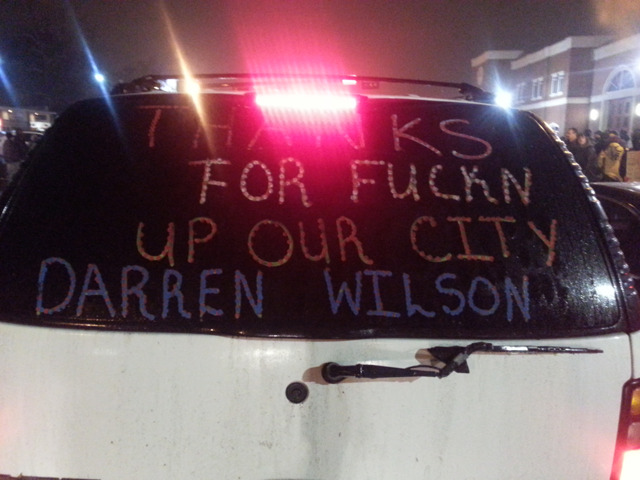 THANKS
FOR FUCKN
UP OUR CITY
DARREN WILSON